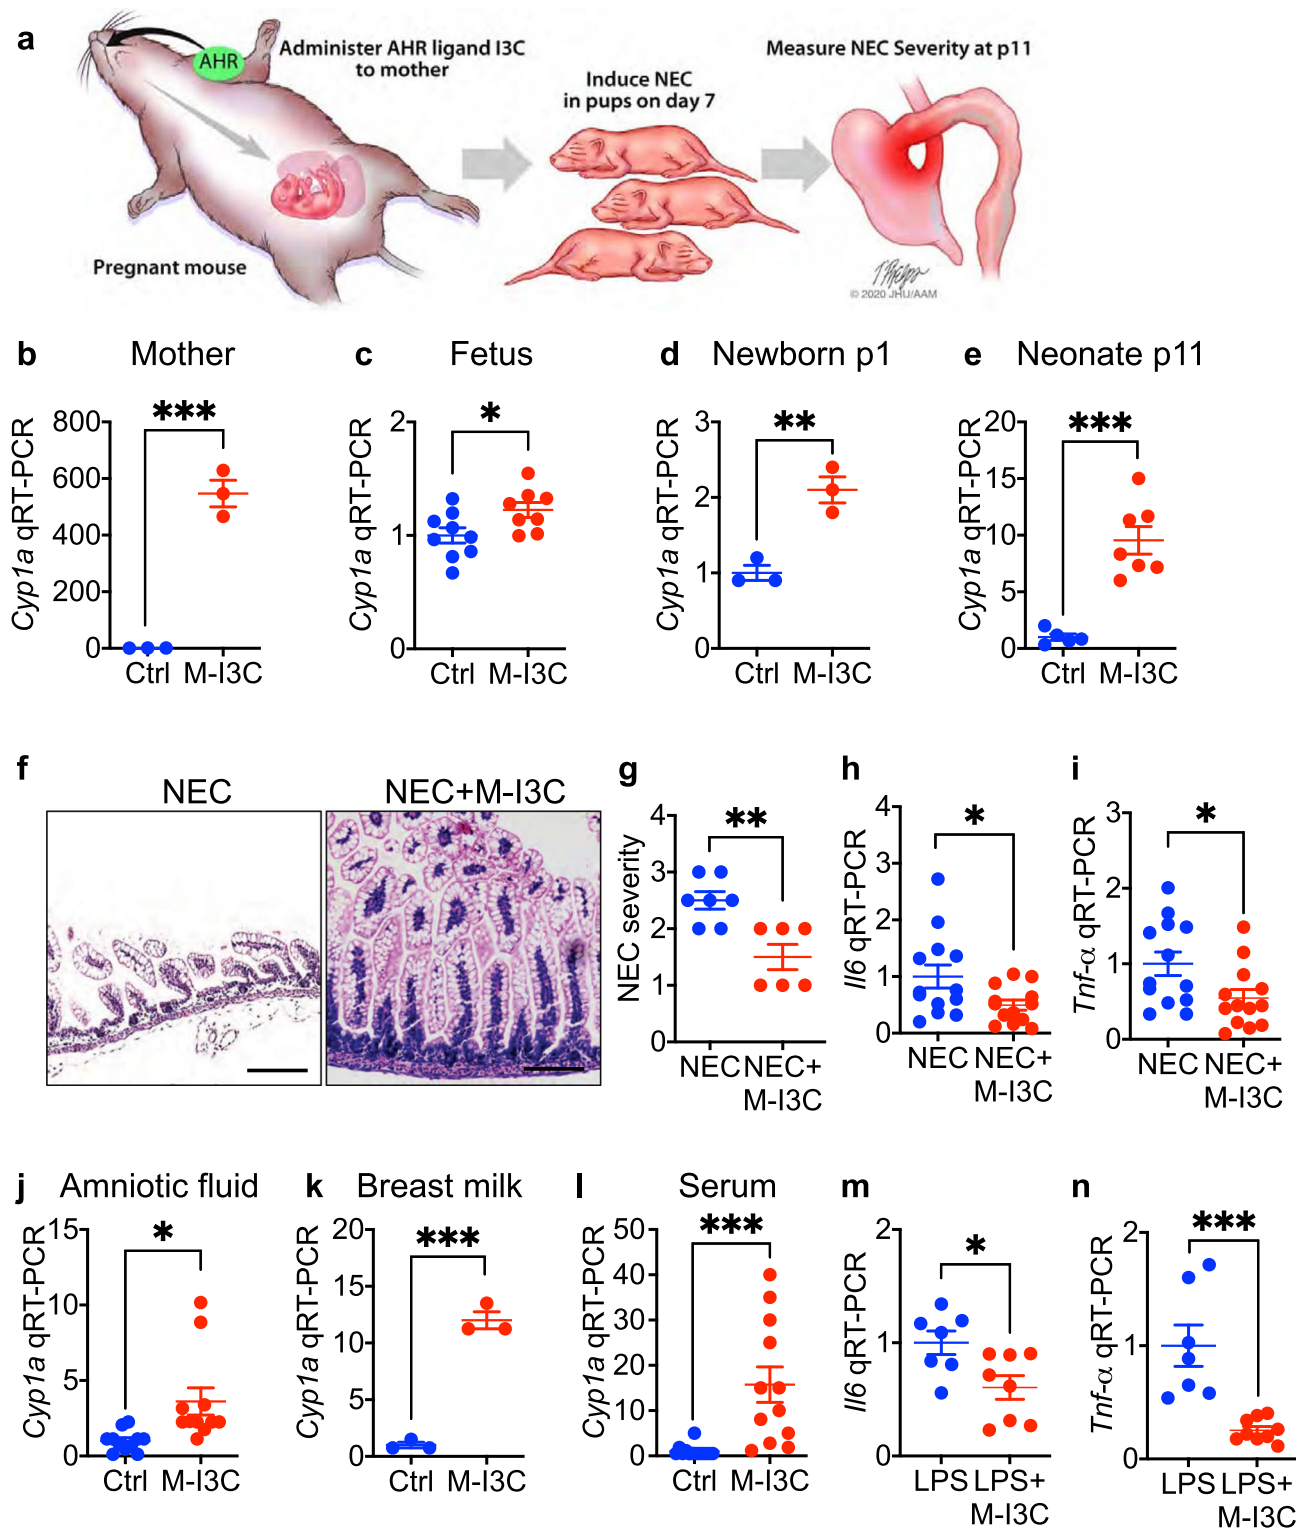 a
AHR
Administer AHR ligand I3C
to mother
Pregnant mouse
Induce NEC
in pups on day 7
Measure NEC Severity at p11
© 2020 JHU/AAM
b Mother
Cyp1a qRT-PCR
800
600
400
200
0
***
Ctrl M-I3C
c Fetus
Cyp1a qRT-PCR
2
1
0
*
Ctrl M-I3C
d Newborn p1
Cyp1a qRT-PCR
3
2
1
0
**
Ctrl M-I3C
e Neonate p11
Cyp1a qRT-PCR
20
15
10
5
0
***
Ctrl M-I3C
f
NEC
NEC+M-I3C
g
NEC severity
4
3
2
1
0
**
NEC NEC+
M-I3C
h
Il6 qRT-PCR
4
3
2
1
0
*
NEC NEC+
M-I3C
i
Tnf-α qRT-PCR
3
2
1
0
*
NEC NEC+
M-I3C
j Amniotic fluid
Cyp1a qRT-PCR
15
10
5
0
*
Ctrl M-I3C
k Breast milk
Cyp1a qRT-PCR
20
15
10
5
0
***
Ctrl M-I3C
l Serum
Cyp1a qRT-PCR
50
40
30
20
10
0
***
Ctrl M-I3C
m
Il6 qRT-PCR
2
1
0
*
LPS LPS+
M-I3C
n
Tnf-α qRT-PCR
2
1
0
***
LPS LPS+
M-I3C